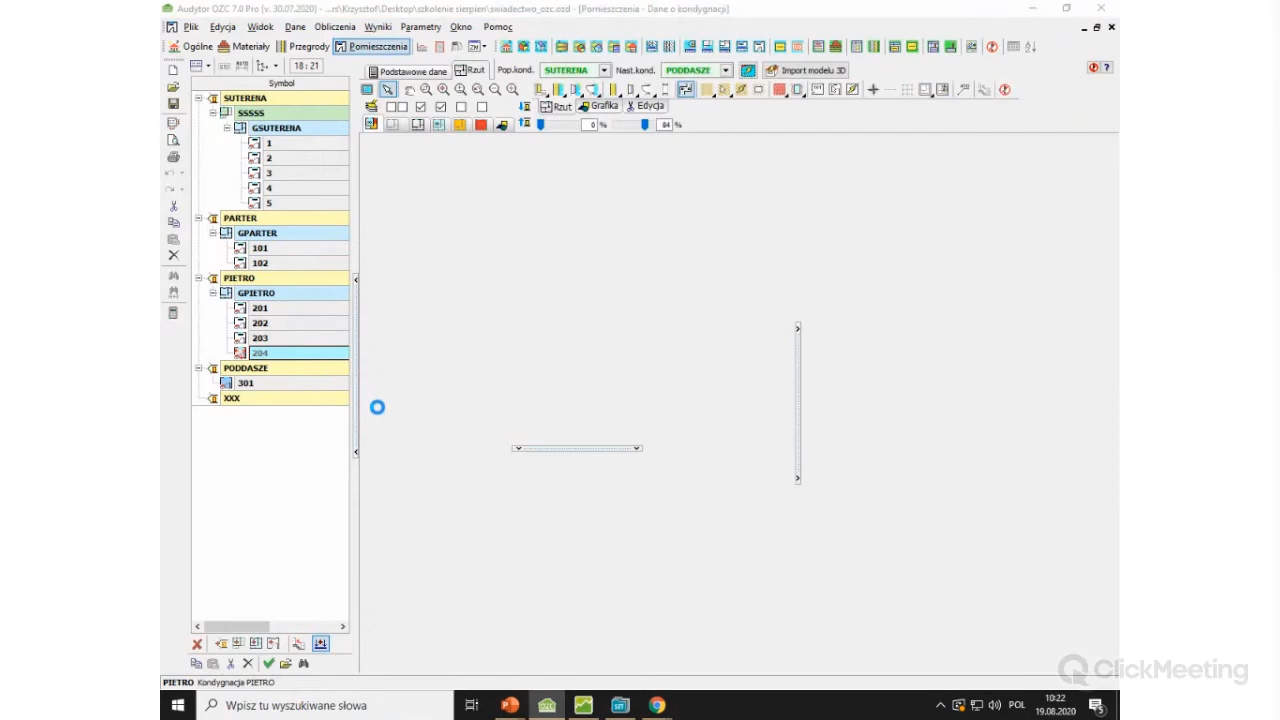 Audytor OZC 7.0 Pro [v. 30.07.2020] - ...rs\Krzysztof\Desktop\szkolenie sierpien\swiadectwo_ozc.ozd - [Pomieszczenia - Dane o kondygnacji]
Plik Edycja Widok Dane Obliczenia Wyniki Parametry Okno Pomoc
Ogólne Materiały Przegrody Pomieszczenia
18 : 21
Podstawowe dane Rzut Pop.kond. SUTERENA Nast.kond. PODDASZE Import modelu 3D
Rzut Grafika Edycja
0 % 84 %
Symbol
SUTERENA
SSSSS
GSUTERENA
1
2
3
4
5
PARTER
GPARTER
101
102
PIETRO
GPIETRO
201
202
203
204
PODDASZE
301
XXX
PIETRO Kondygnacja PIETRO
ClickMeeting
Wpisz tu wyszukiwane słowa
OZC
POL
10:22
19.08.2020
5